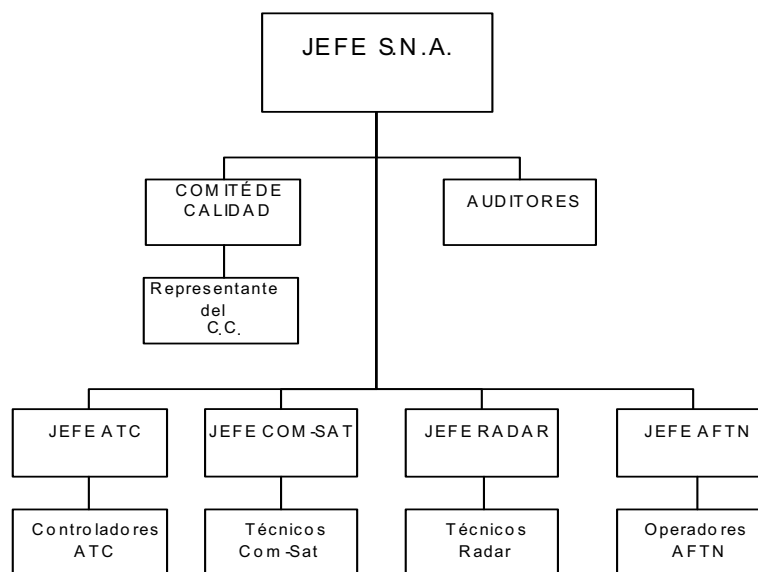 JEFE S.N.A.
COMITÉ DE
CALIDAD
AUDITORES
Representante
del
C.C.
JEFE ATC
JEFE COM-SAT
JEFE RADAR
JEFE AFTN
Controladores
ATC
Técnicos
Com-Sat
Técnicos
Radar
Operadores
AFTN